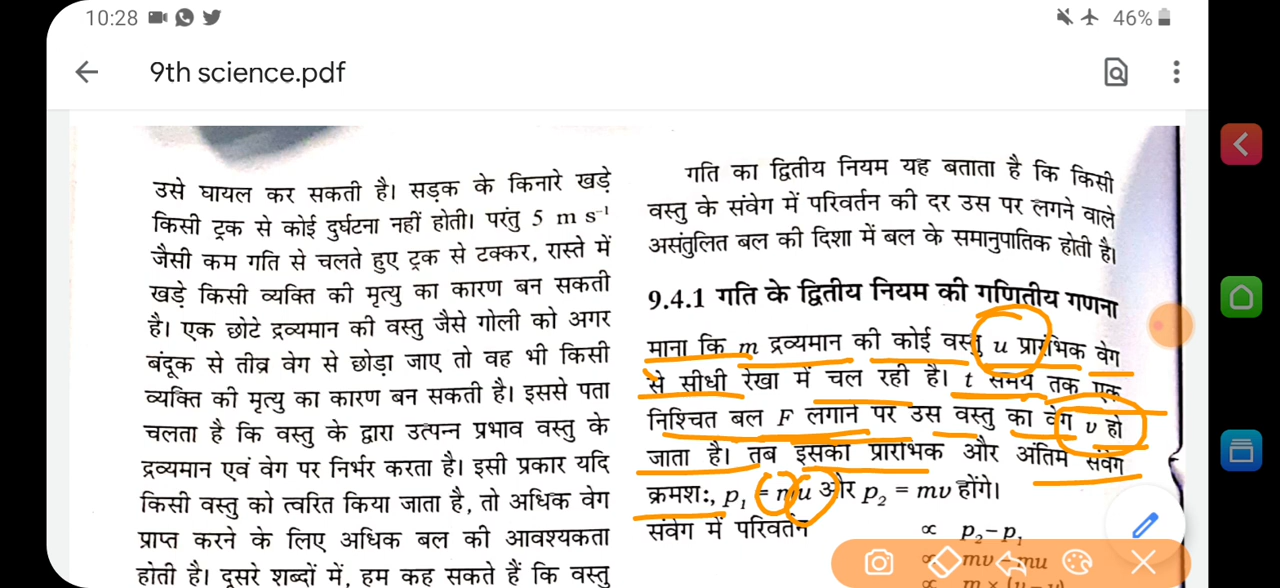 10:28
46%
9th science.pdf
उसे घायल कर सकती है। सड़क के किनारे खड़े
किसी ट्रक से कोई दुर्घटना नहीं होती। परंतु 5 m s⁻¹
जैसी कम गति से चलते हुए ट्रक से टक्कर, रास्ते में
खड़े किसी व्यक्ति की मृत्यु का कारण बन सकती
है। एक छोटे द्रव्यमान की वस्तु जैसे गोली को अगर
बंदूक से तीव्र वेग से छोड़ा जाए तो वह भी किसी
व्यक्ति की मृत्यु का कारण बन सकती है। इससे पता
चलता है कि वस्तु के द्वारा उत्पन्न प्रभाव वस्तु के
द्रव्यमान एवं वेग पर निर्भर करता है। इसी प्रकार यदि
किसी वस्तु को त्वरित किया जाता है, तो अधिक वेग
प्राप्त करने के लिए अधिक बल की आवश्यकता
होती है। दूसरे शब्दों में, हम कह सकते हैं कि वस्तु
गति का द्वितीय नियम यह बताता है कि किसी
वस्तु के संवेग में परिवर्तन की दर उस पर लगने वाले
असंतुलित बल की दिशा में बल के समानुपातिक होती है।
9.4.1 गति के द्वितीय नियम की गणितीय गणना
माना कि m द्रव्यमान की कोई वस्तु u प्रारंभिक वेग
से सीधी रेखा में चल रही है। t समय तक एक
निश्चित बल F लगाने पर उस वस्तु का वेग v हो
जाता है। तब इसका प्रारंभिक और अंतिम संवेग
क्रमश:, p₁ = mu और p₂ = mv होंगे।
संवेग में परिवर्तन ∝ p₂ – p₁
∝ mv – mu
∝ m × (v – u)